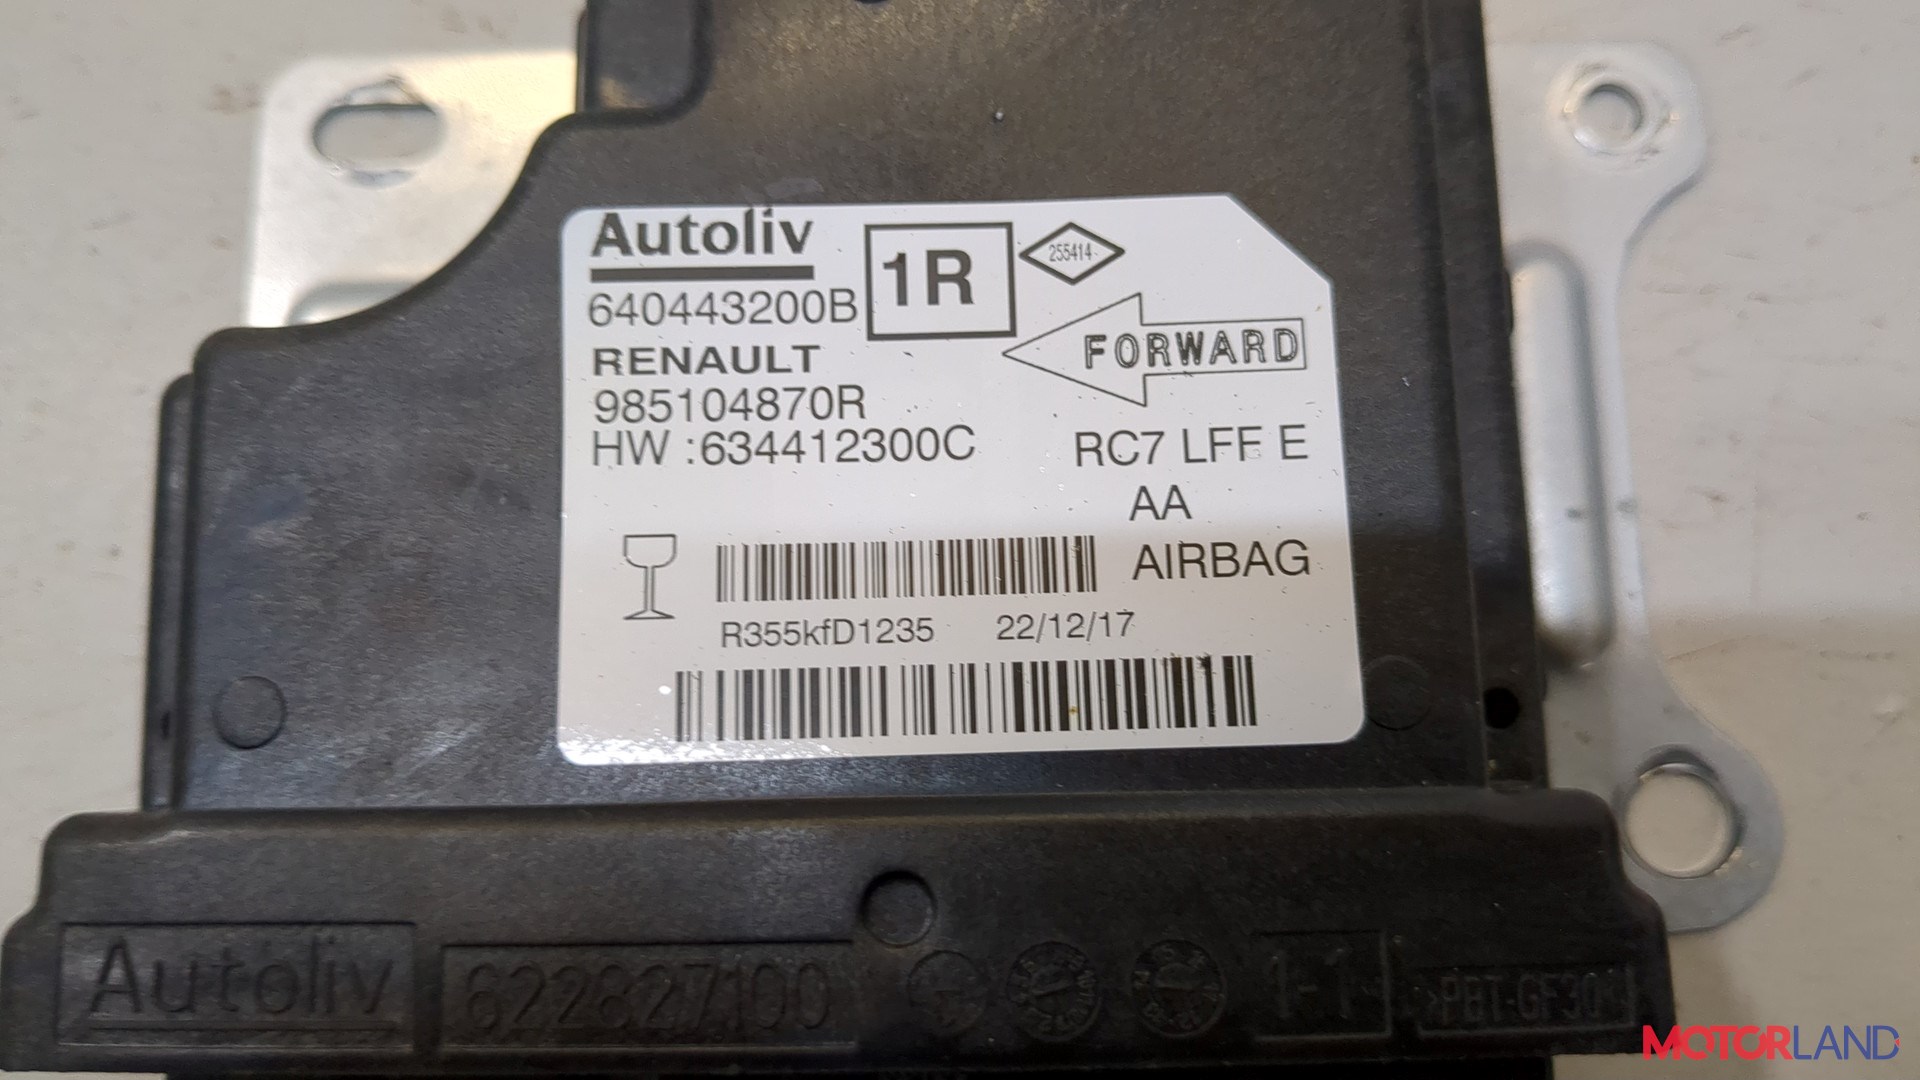 Autoliv
1R
255414
640443200B
FORWARD
RENAULT
985104870R
HW :634412300C
RC7 LFF E
AA
AIRBAG
R355kfD1235 22/12/17
Autoliv
622827100
1-1
>PBT-GF30<
MOTORLAND